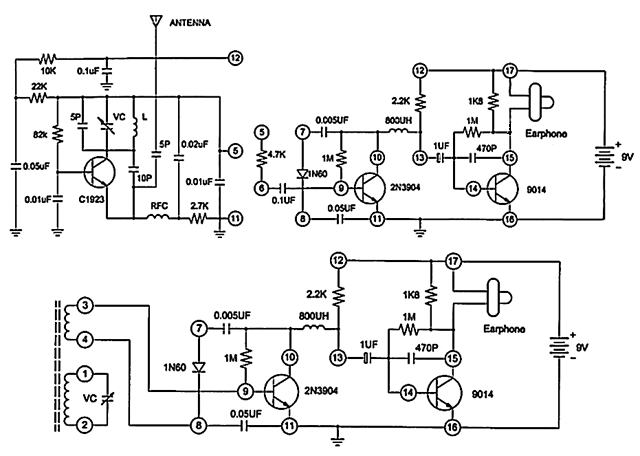 ANTENNA
12
10K
0.1uF
22K
5P
VC
L
82k
5P
0.02uF
5
0.05uF
C1923
10P
0.01uF
0.01uF
RFC
2.7K
11
12
17
2.2K
1K8
Earphone
5
7
0.005UF
800UH
1M
4.7K
1M
10
13
1UF
470P
15
+
9V
-
6
0.1UF
1N60
9
2N3904
14
9014
8
0.05UF
11
16
12
17
2.2K
1K8
Earphone
3
7
0.005UF
800UH
1M
4
1N60
1M
10
13
1UF
470P
15
+
9V
-
1
VC
9
2N3904
14
9014
2
8
0.05UF
11
16